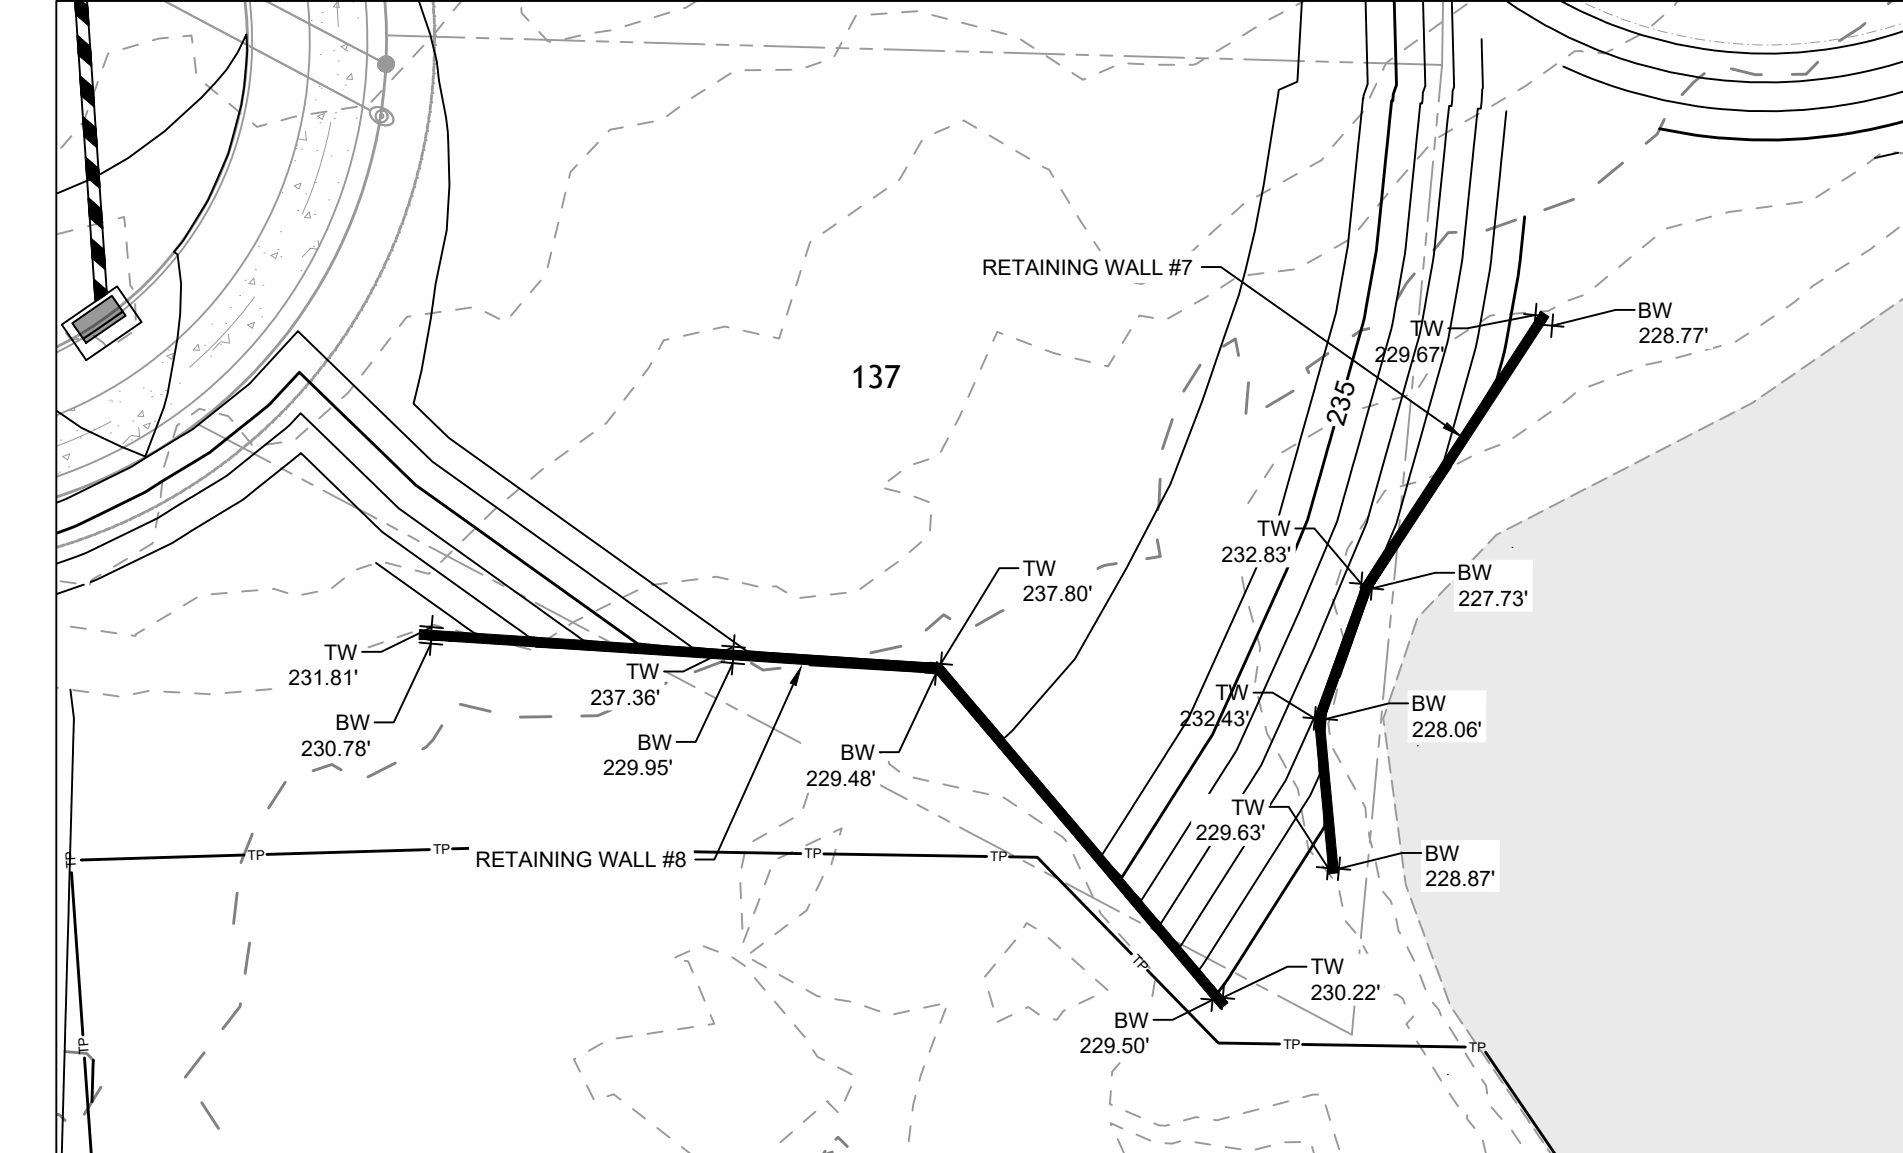 RETAINING WALL #7
BW
228.77'
TW
229.67'
137
235
TW
232.83'
TW
237.80'
BW
227.73'
TW
231.81'
TW
237.36'
TW
232.43'
BW
228.06'
BW
230.78'
BW
229.95'
BW
229.48'
TW
229.63'
RETAINING WALL #8
BW
228.87'
TP
TP
TP
TP
TP
TP
TW
230.22'
BW
229.50'
TP
TP
TP